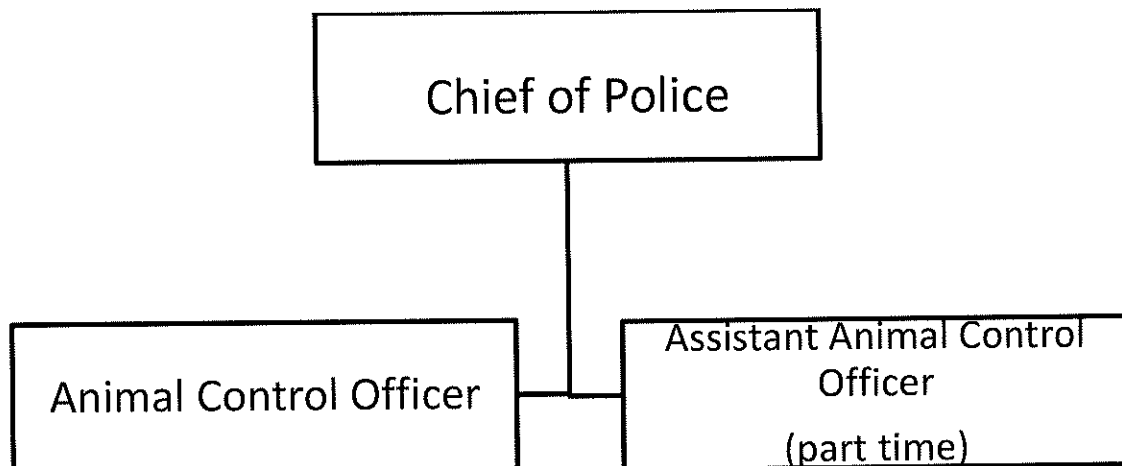 Chief of Police
Animal Control Officer
Assistant Animal Control
Officer
(part time)